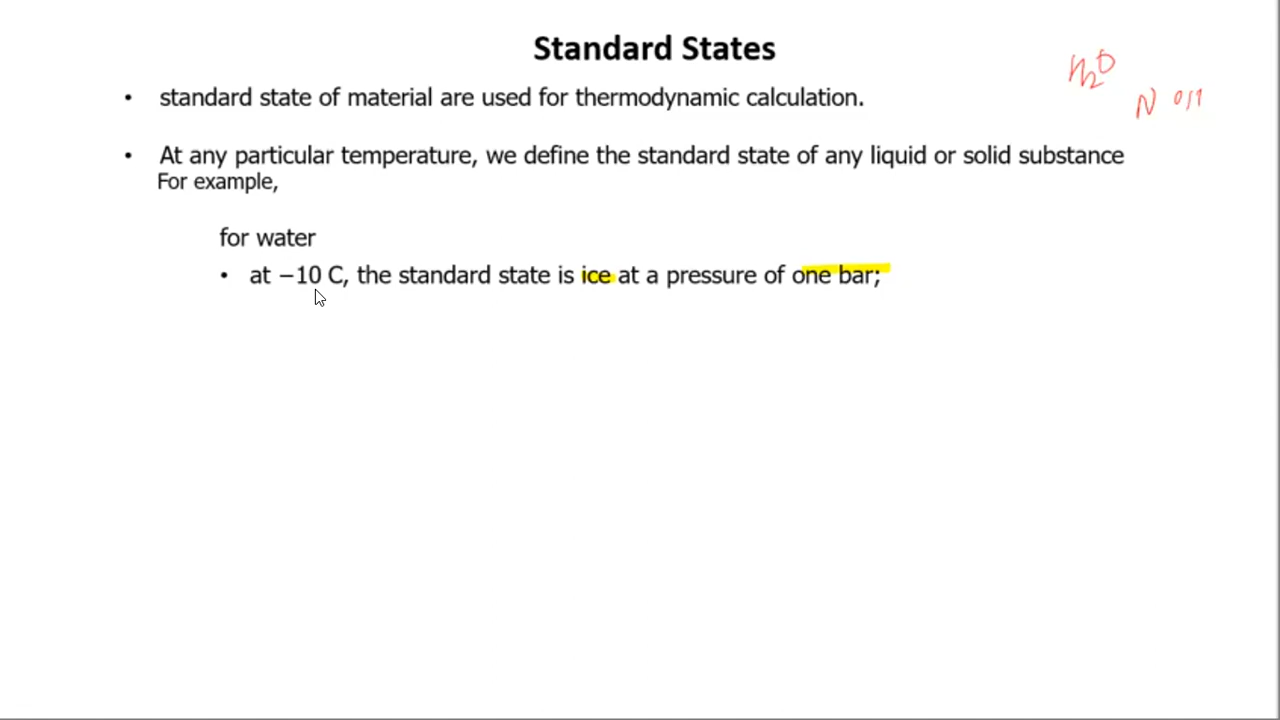 Standard States
• standard state of material are used for thermodynamic calculation.
H2O
• At any particular temperature, we define the standard state of any liquid or solid substance
For example,
for water
• at −10 C, the standard state is ice at a pressure of one bar;